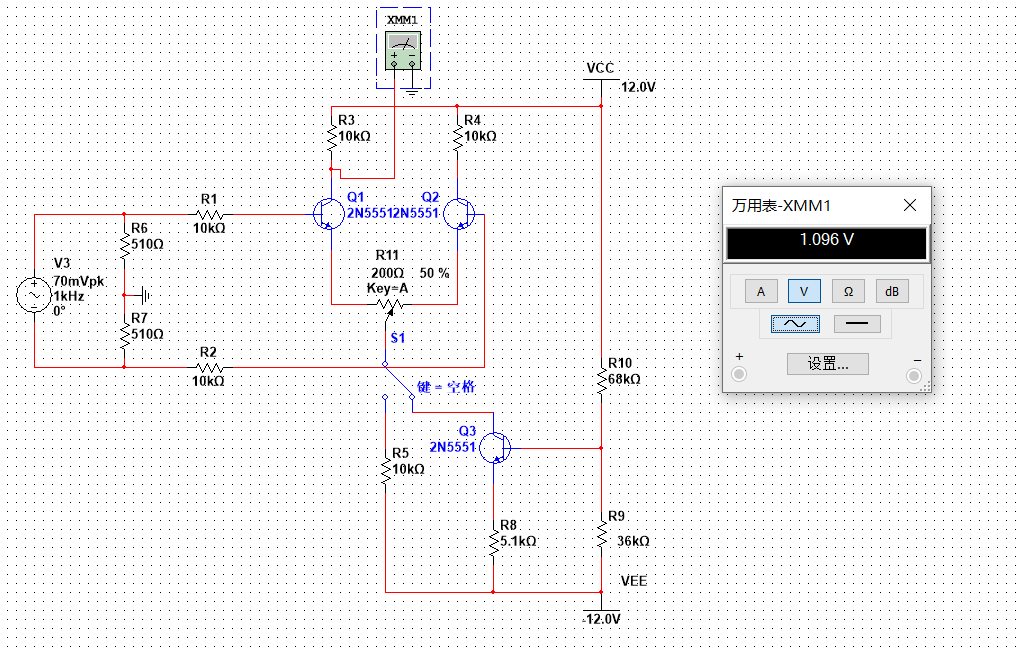 XMM1
VCC
12.0V
R3
10kΩ
R4
10kΩ
Q1
2N5551
Q2
2N5551
R1
10kΩ
R6
510Ω
V3
70mVpk
1kHz
0°
R7
510Ω
R2
10kΩ
R11
200Ω
50 %
Key=A
S1
键 = 空格
R10
68kΩ
Q3
2N5551
R5
10kΩ
R8
5.1kΩ
R9
36kΩ
VEE
-12.0V
万用表-XMM1
1.096 V
A
V
Ω
dB
+
设置...
−